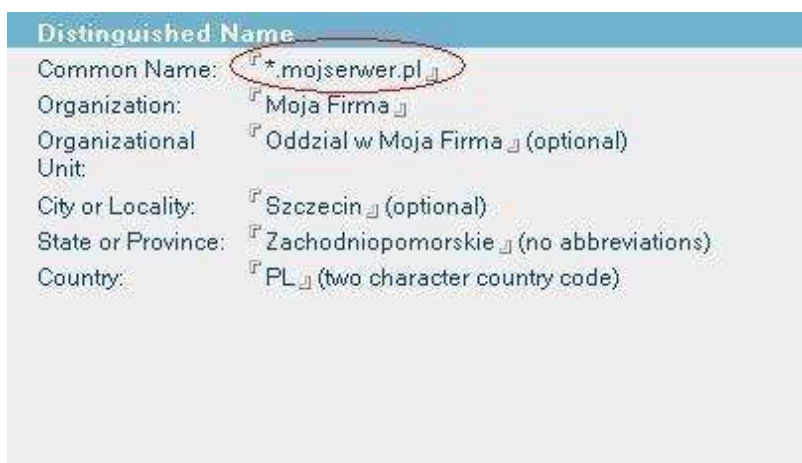 Distinguished Name
Common Name: *.mojserwer.pl
Organization: Moja Firma
Organizational Unit: Oddzial w Moja Firma (optional)
City or Locality: Szczecin (optional)
State or Province: Zachodniopomorskie (no abbreviations)
Country: PL (two character country code)